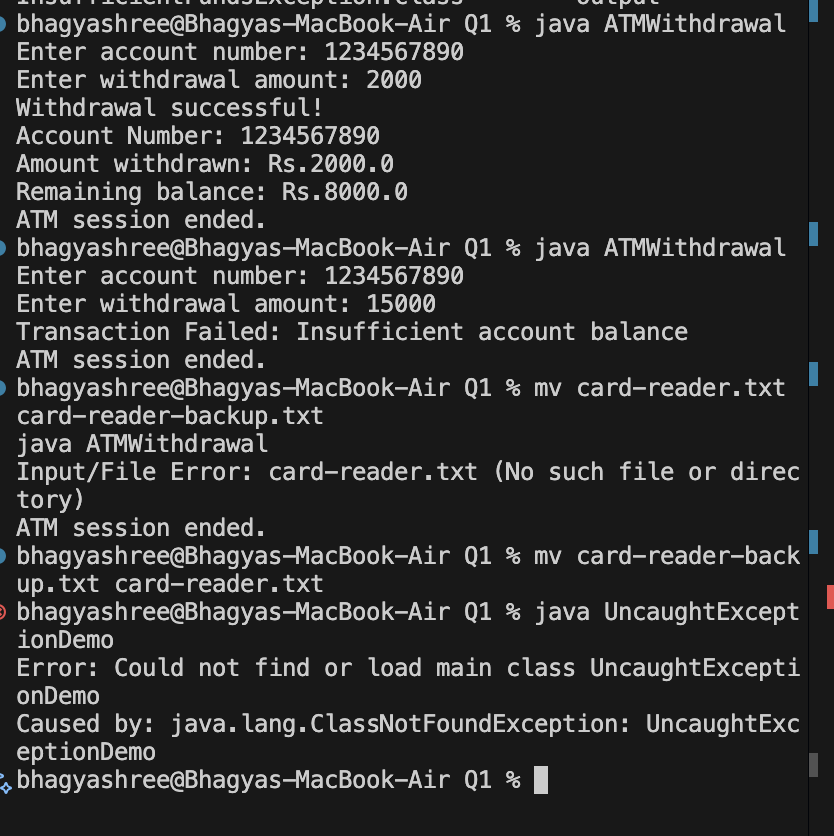 InsufficientFundsException.class output
bhagyashree@Bhagyas-MacBook-Air Q1 % java ATMWithdrawal
Enter account number: 1234567890
Enter withdrawal amount: 2000
Withdrawal successful!
Account Number: 1234567890
Amount withdrawn: Rs.2000.0
Remaining balance: Rs.8000.0
ATM session ended.
bhagyashree@Bhagyas-MacBook-Air Q1 % java ATMWithdrawal
Enter account number: 1234567890
Enter withdrawal amount: 15000
Transaction Failed: Insufficient account balance
ATM session ended.
bhagyashree@Bhagyas-MacBook-Air Q1 % mv card-reader.txt
card-reader-backup.txt
java ATMWithdrawal
Input/File Error: card-reader.txt (No such file or direc
tory)
ATM session ended.
bhagyashree@Bhagyas-MacBook-Air Q1 % mv card-reader-back
up.txt card-reader.txt
bhagyashree@Bhagyas-MacBook-Air Q1 % java UncaughtExcept
ionDemo
Error: Could not find or load main class UncaughtExcepti
onDemo
Caused by: java.lang.ClassNotFoundException: UncaughtExc
eptionDemo
bhagyashree@Bhagyas-MacBook-Air Q1 %